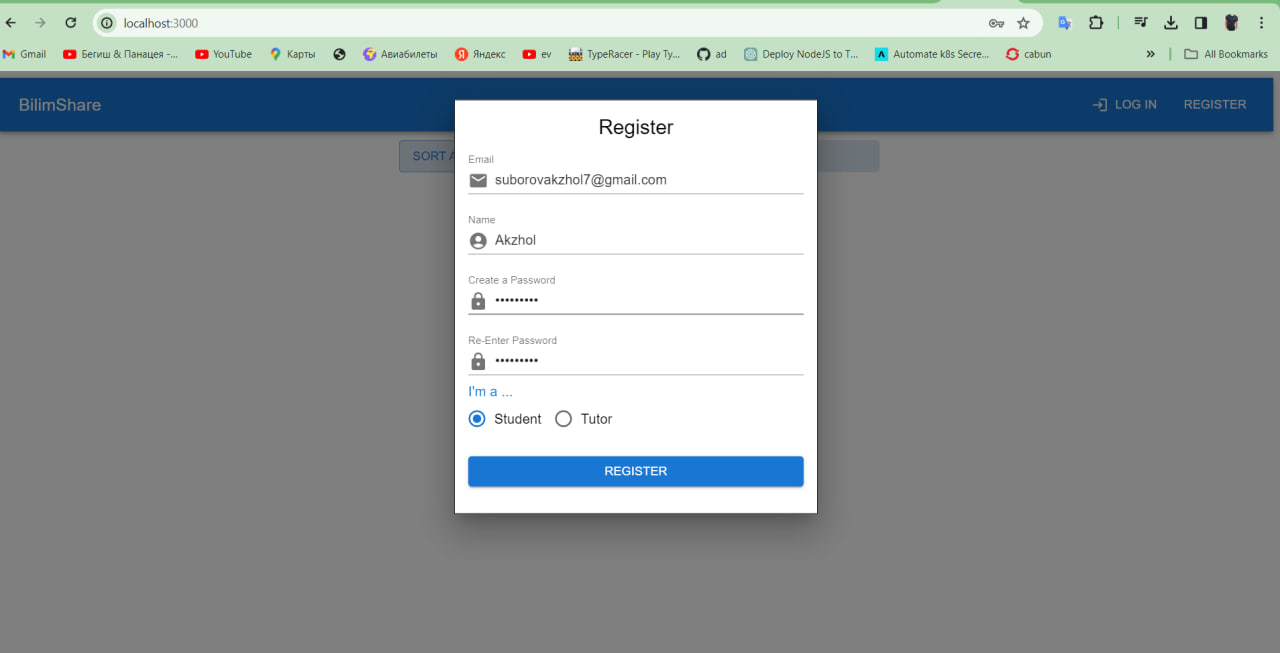 localhost:3000
Gmail
Бегиш & Панацея -...
YouTube
Карты
Авиабилеты
Яндекс
ev
TypeRacer - Play Ty...
ad
Deploy NodeJS to T...
Automate k8s Secre...
cabun
»
All Bookmarks
BilimShare
LOG IN
REGISTER
SORT A
Register
Email
suborovakzhol7@gmail.com
Name
Akzhol
Create a Password
•••••••••
Re-Enter Password
•••••••••
I'm a ...
Student
Tutor
REGISTER